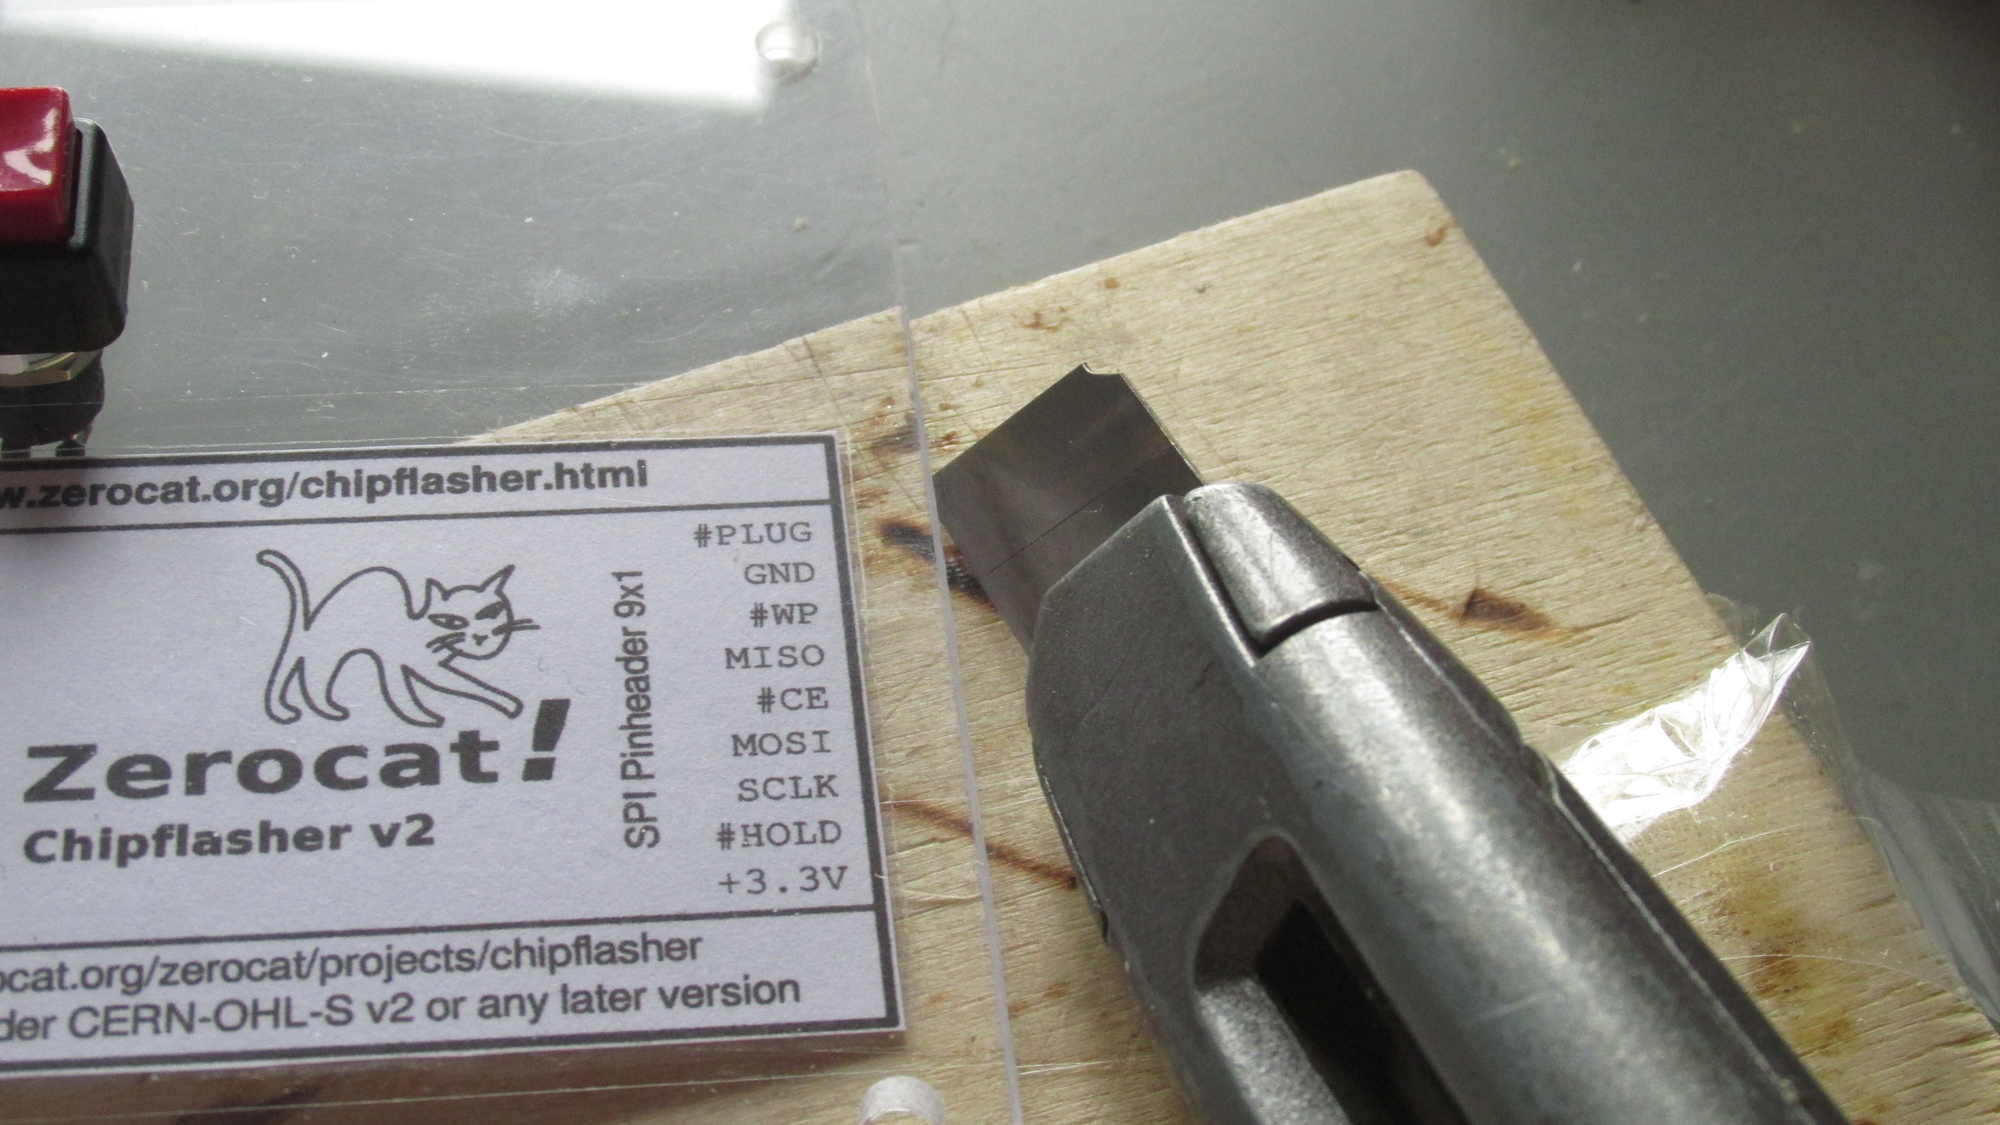 w.zerocat.org/chipflasher.html
Zerocat!
Chipflasher v2
SPI Pinheader 9x1
#PLUG
GND
#WP
MISO
#CE
MOSI
SCLK
#HOLD
+3.3V
ocat.org/zerocat/projects/chipflasher
der CERN-OHL-S v2 or any later version